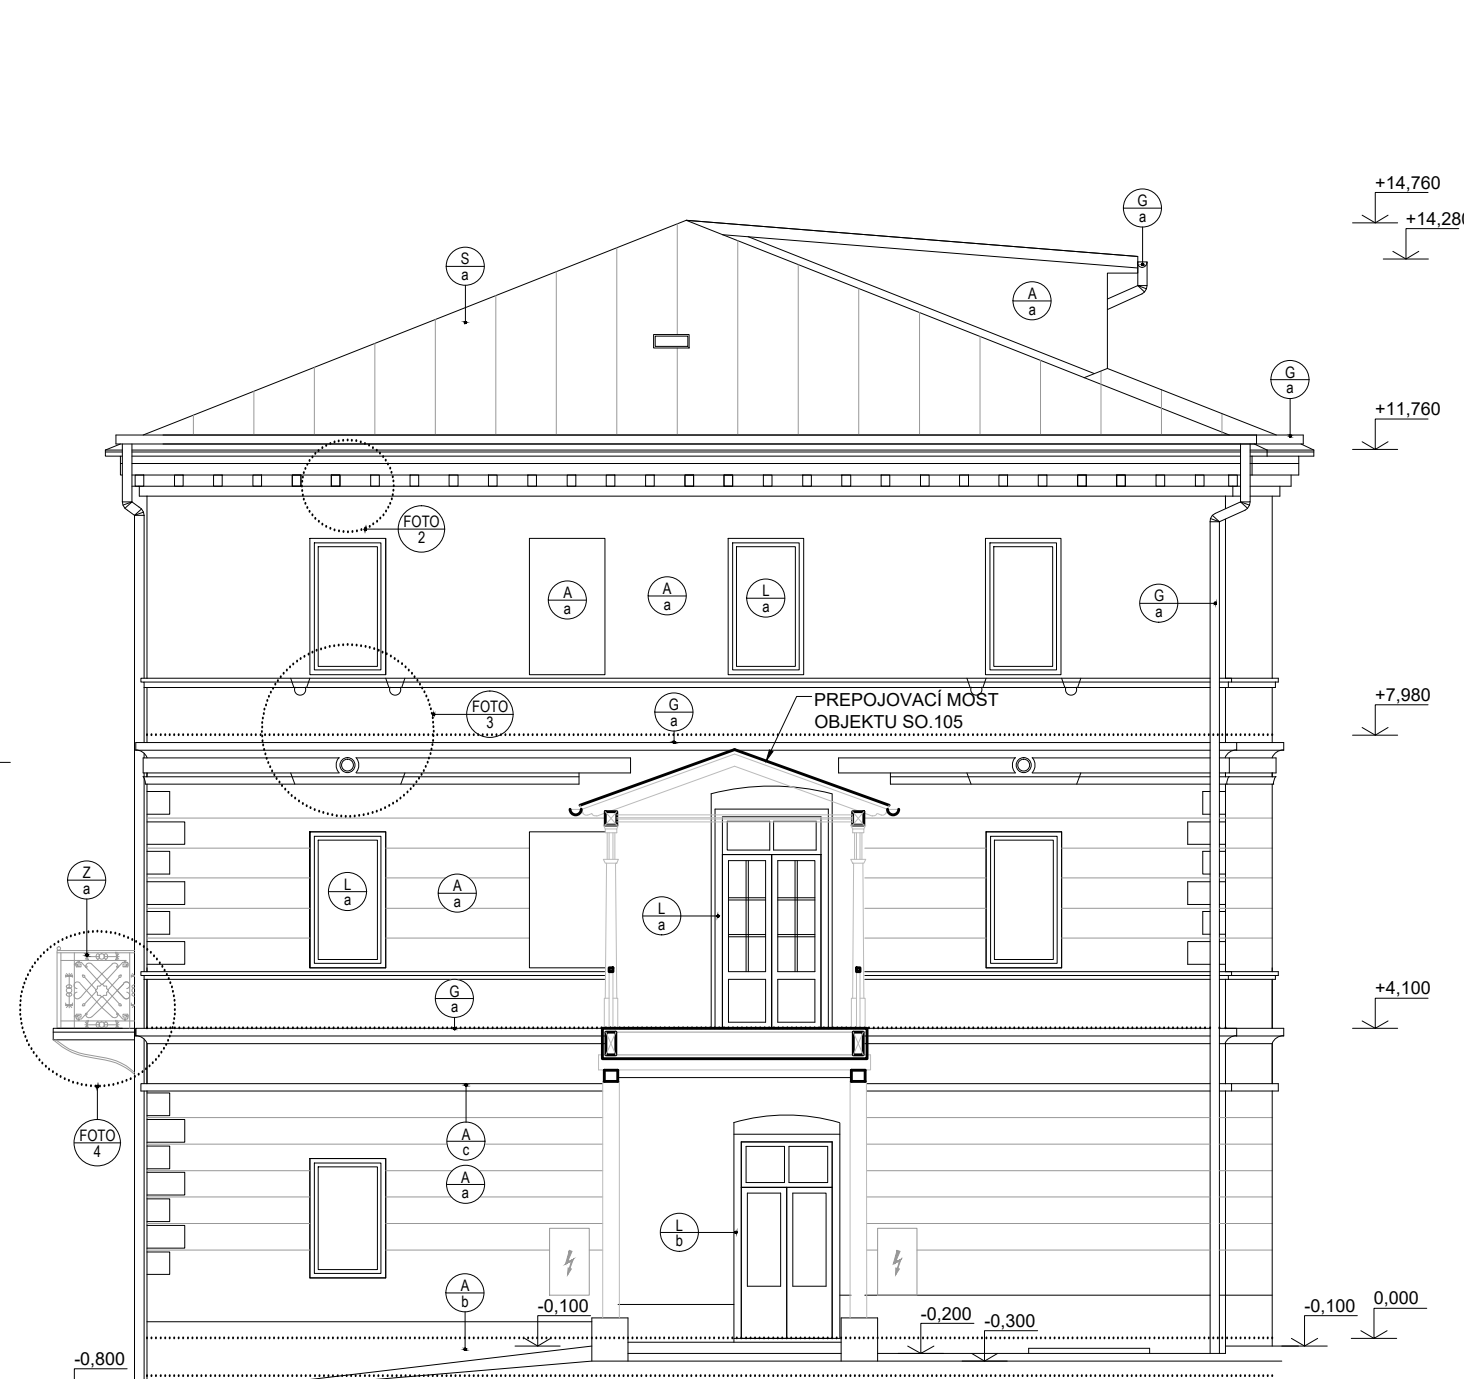 +14,760
G
a
+14,280
S
a
A
a
G
a
+11,760
FOTO
2
A
a
A
a
L
a
G
a
+7,980
FOTO
3
G
a
PREPOJOVACÍ MOST
OBJEKTU SO.105
Z
a
L
a
A
a
L
a
G
a
+4,100
FOTO
4
A
c
A
a
L
b
A
b
-0,100
-0,200
-0,300
-0,100
0,000
-0,800